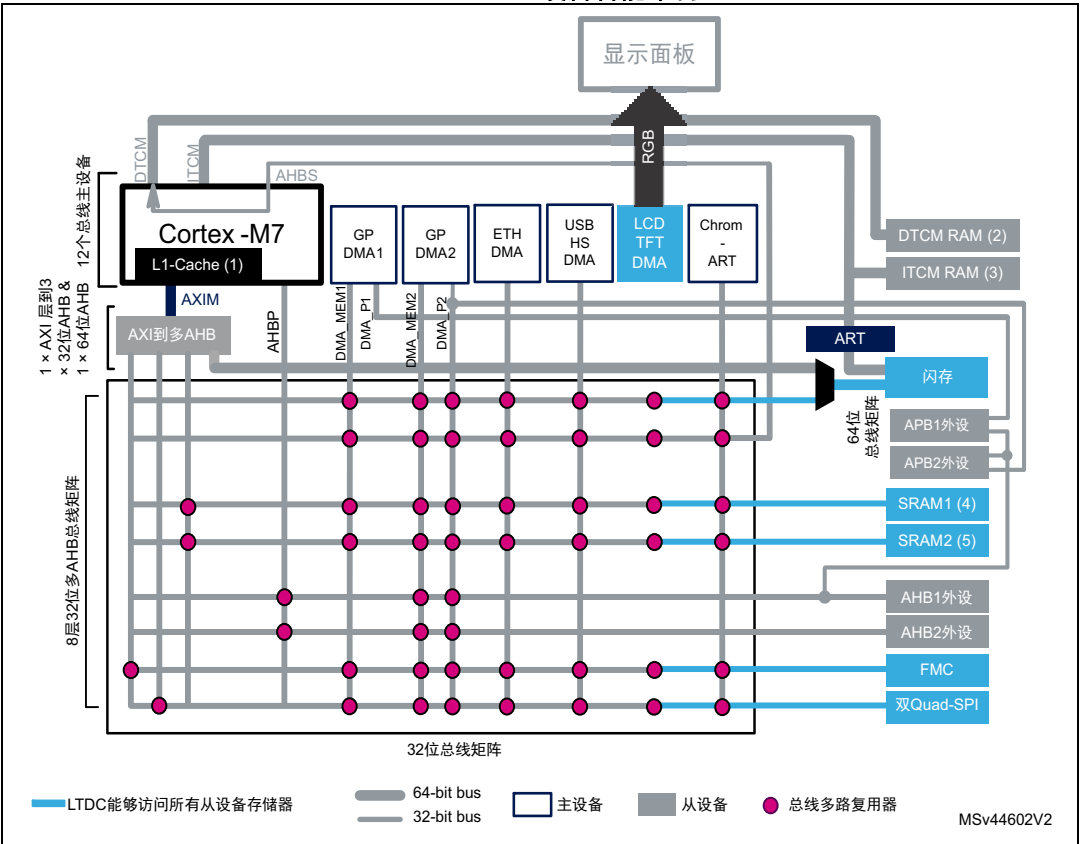 显示面板
RGB
DTCM
ITCM
AHBS
12个总线主设备
Cortex -M7
L1-Cache (1)
GP
DMA1
GP
DMA2
ETH
DMA
USB
HS
DMA
LCD
TFT
DMA
Chrom
-
ART
DTCM RAM (2)
ITCM RAM (3)
1 × AXI 层到3
× 32位AHB &
1 × 64位AHB
AXIM
AXI到多AHB
AHBP
DMA_MEM1
DMA_P1
DMA_MEM2
DMA_P2
ART
闪存
64位
总线矩阵
APB1外设
APB2外设
SRAM1 (4)
SRAM2 (5)
AHB1外设
AHB2外设
FMC
双Quad-SPI
8层32位多AHB总线矩阵
32位总线矩阵
LTDC能够访问所有从设备存储器
64-bit bus
32-bit bus
主设备
从设备
总线多路复用器
MSv44602V2